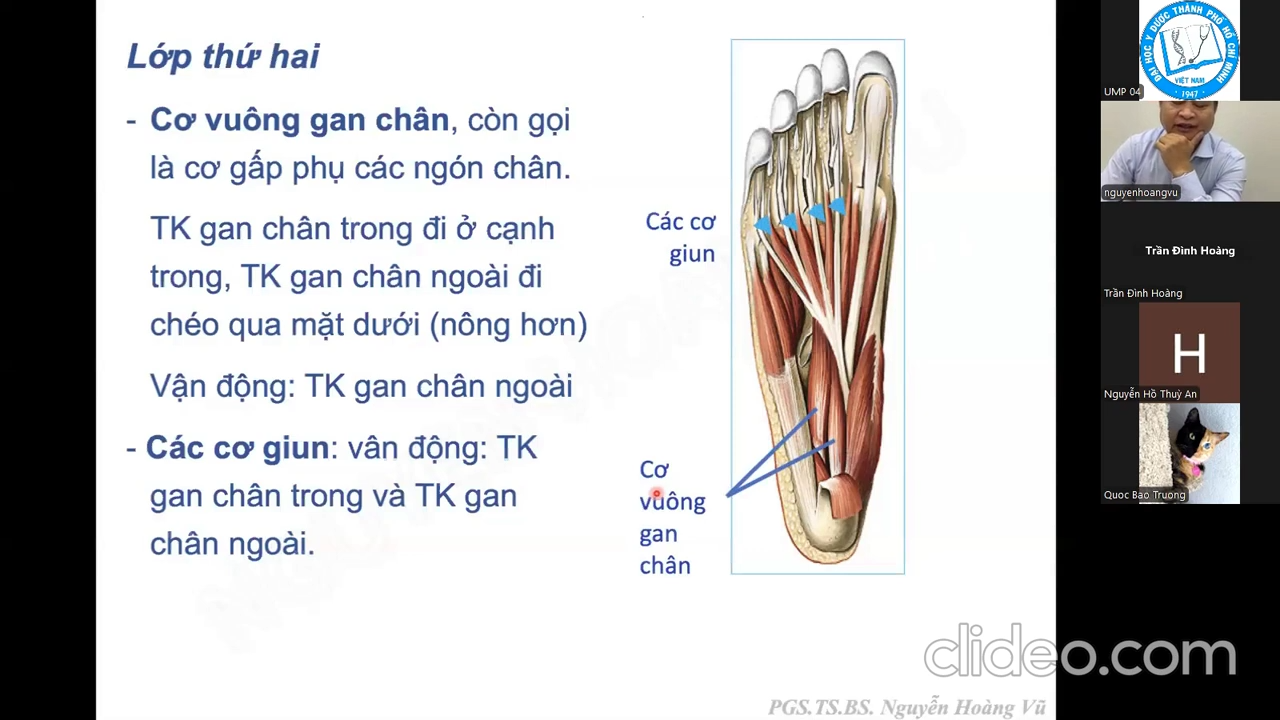 Lớp thứ hai
- Cơ vuông gan chân, còn gọi
là cơ gấp phụ các ngón chân.
TK gan chân trong đi ở cạnh
trong, TK gan chân ngoài đi
chéo qua mặt dưới (nông hơn)
Vận động: TK gan chân ngoài
- Các cơ giun: vân động: TK
gan chân trong và TK gan
chân ngoài.
Các cơ
giun
Cơ
vuông
gan
chân
PGS.TS.BS. Nguyễn Hoàng Vũ
clideo.com
ĐẠI HỌC Y DƯỢC THÀNH PHỐ HỒ CHÍ MINH
VIỆT NAM
1947
UMP 04
nguyenhoangvu
Trần Đình Hoàng
Trần Đình Hoàng
H
Nguyễn Hồ Thuỳ An
Quoc Bao Truong